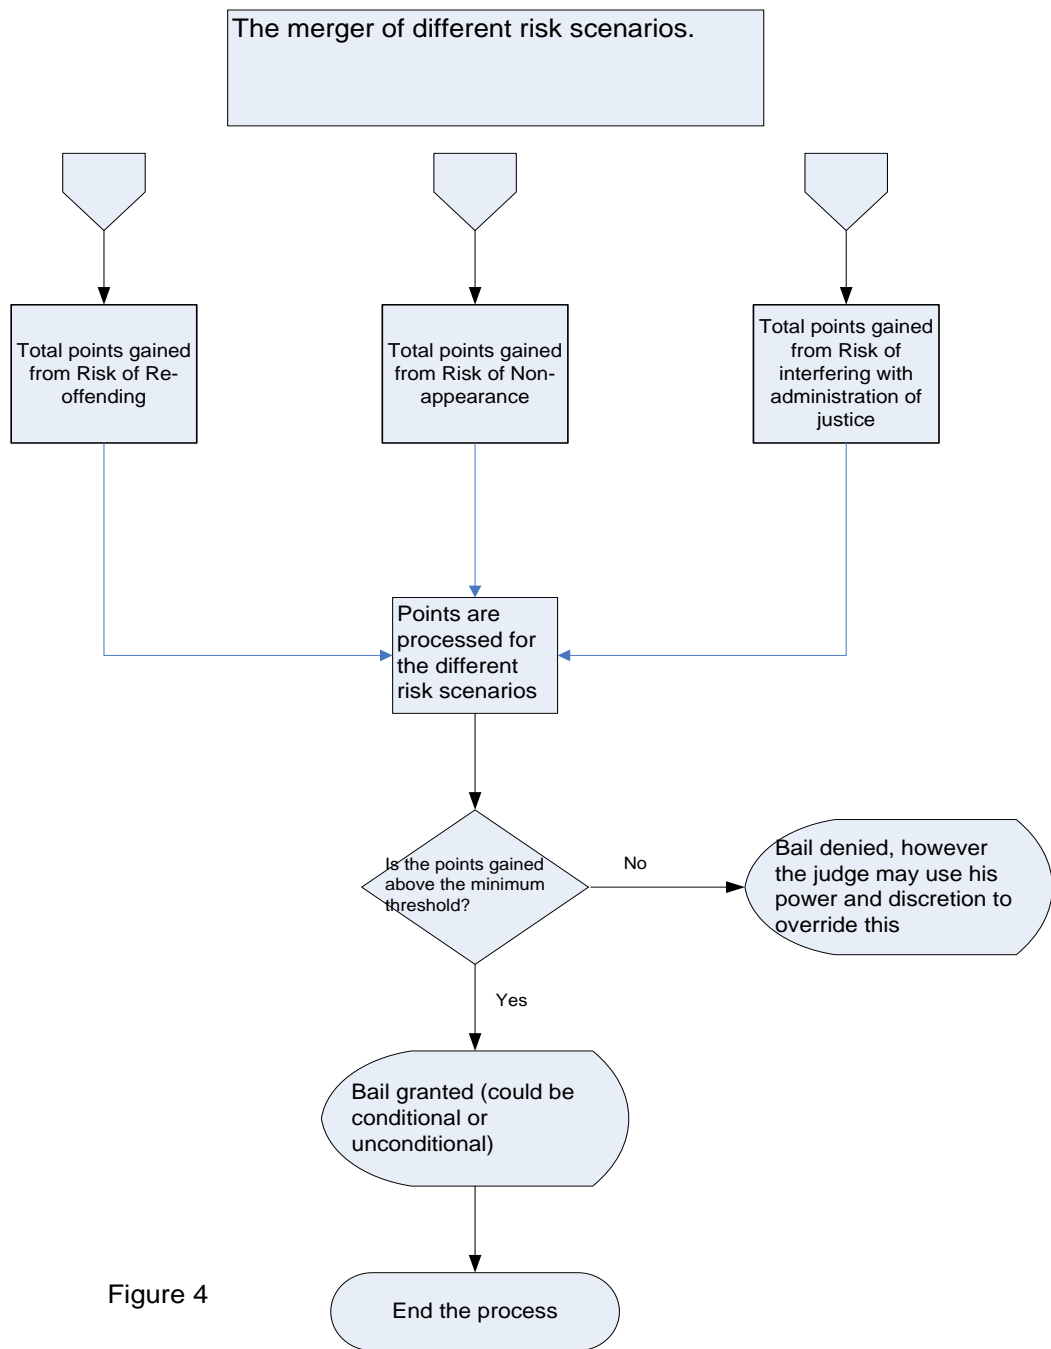 The merger of different risk scenarios.
Total points gained
from Risk of Re-
offending
Total points gained
from Risk of Non-
appearance
Total points gained
from Risk of
interfering with
administration of
justice
Points are
processed for
the different
risk scenarios
Is the points gained
above the minimum
threshold?
No
Bail denied, however
the judge may use his
power and discretion to
override this
Yes
Bail granted (could be
conditional or
unconditional)
End the process
Figure 4